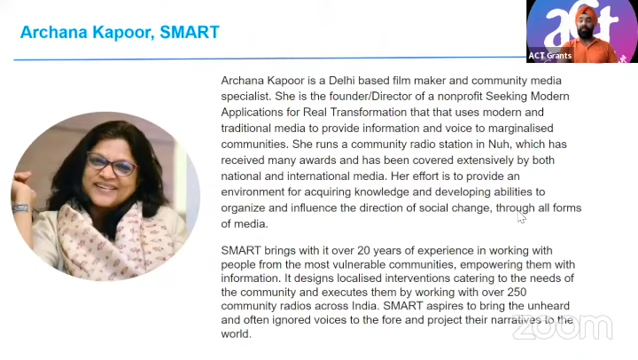 Archana Kapoor, SMART
act
ACT Grants
Archana Kapoor is a Delhi based film maker and community media
specialist. She is the founder/Director of a nonprofit Seeking Modern
Applications for Real Transformation that that uses modern and
traditional media to provide information and voice to marginalised
communities. She runs a community radio station in Nuh, which has
received many awards and has been covered extensively by both
national and international media. Her effort is to provide an
environment for acquiring knowledge and developing abilities to
organize and influence the direction of social change, through all forms
of media.
SMART brings with it over 20 years of experience in working with
people from the most vulnerable communities, empowering them with
information. It designs localised interventions catering to the needs of
the community and executes them by working with over 250
community radios across India. SMART aspires to bring the unheard
and often ignored voices to the fore and project their narratives to the
world.
zoom